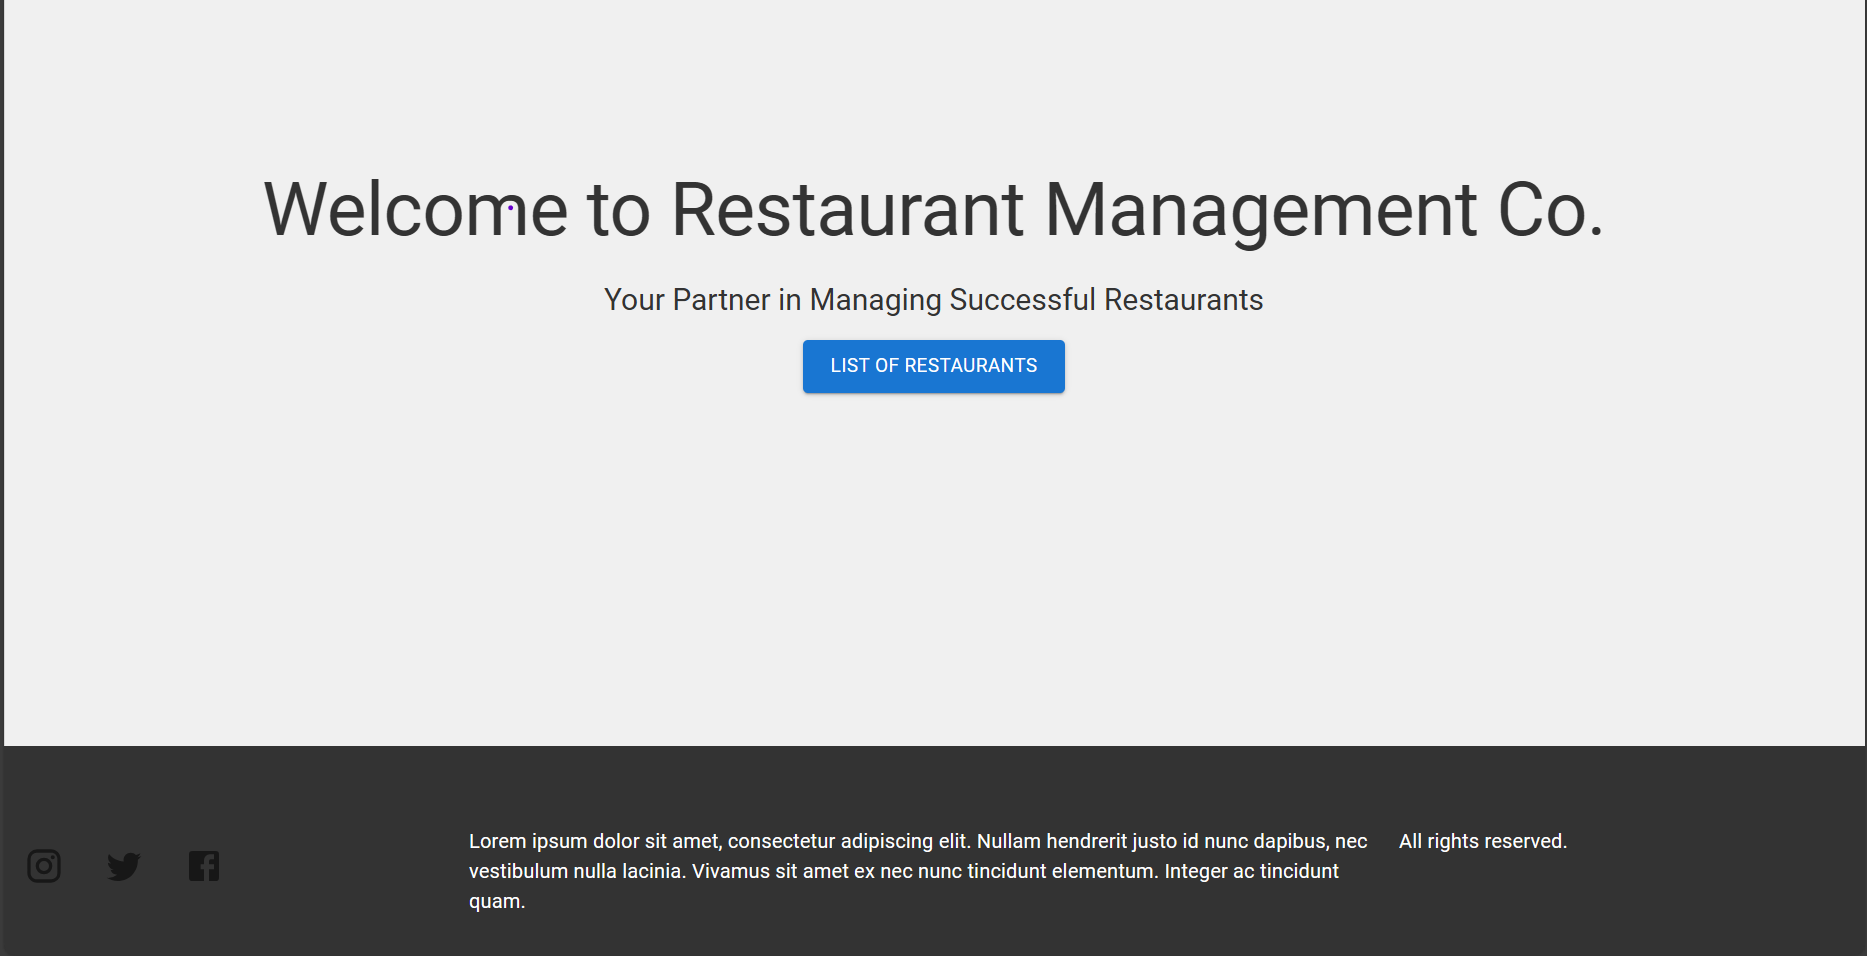 Welcome to Restaurant Management Co.
Your Partner in Managing Successful Restaurants
LIST OF RESTAURANTS
Lorem ipsum dolor sit amet, consectetur adipiscing elit. Nullam hendrerit justo id nunc dapibus, nec
vestibulum nulla lacinia. Vivamus sit amet ex nec nunc tincidunt elementum. Integer ac tincidunt
quam.
All rights reserved.